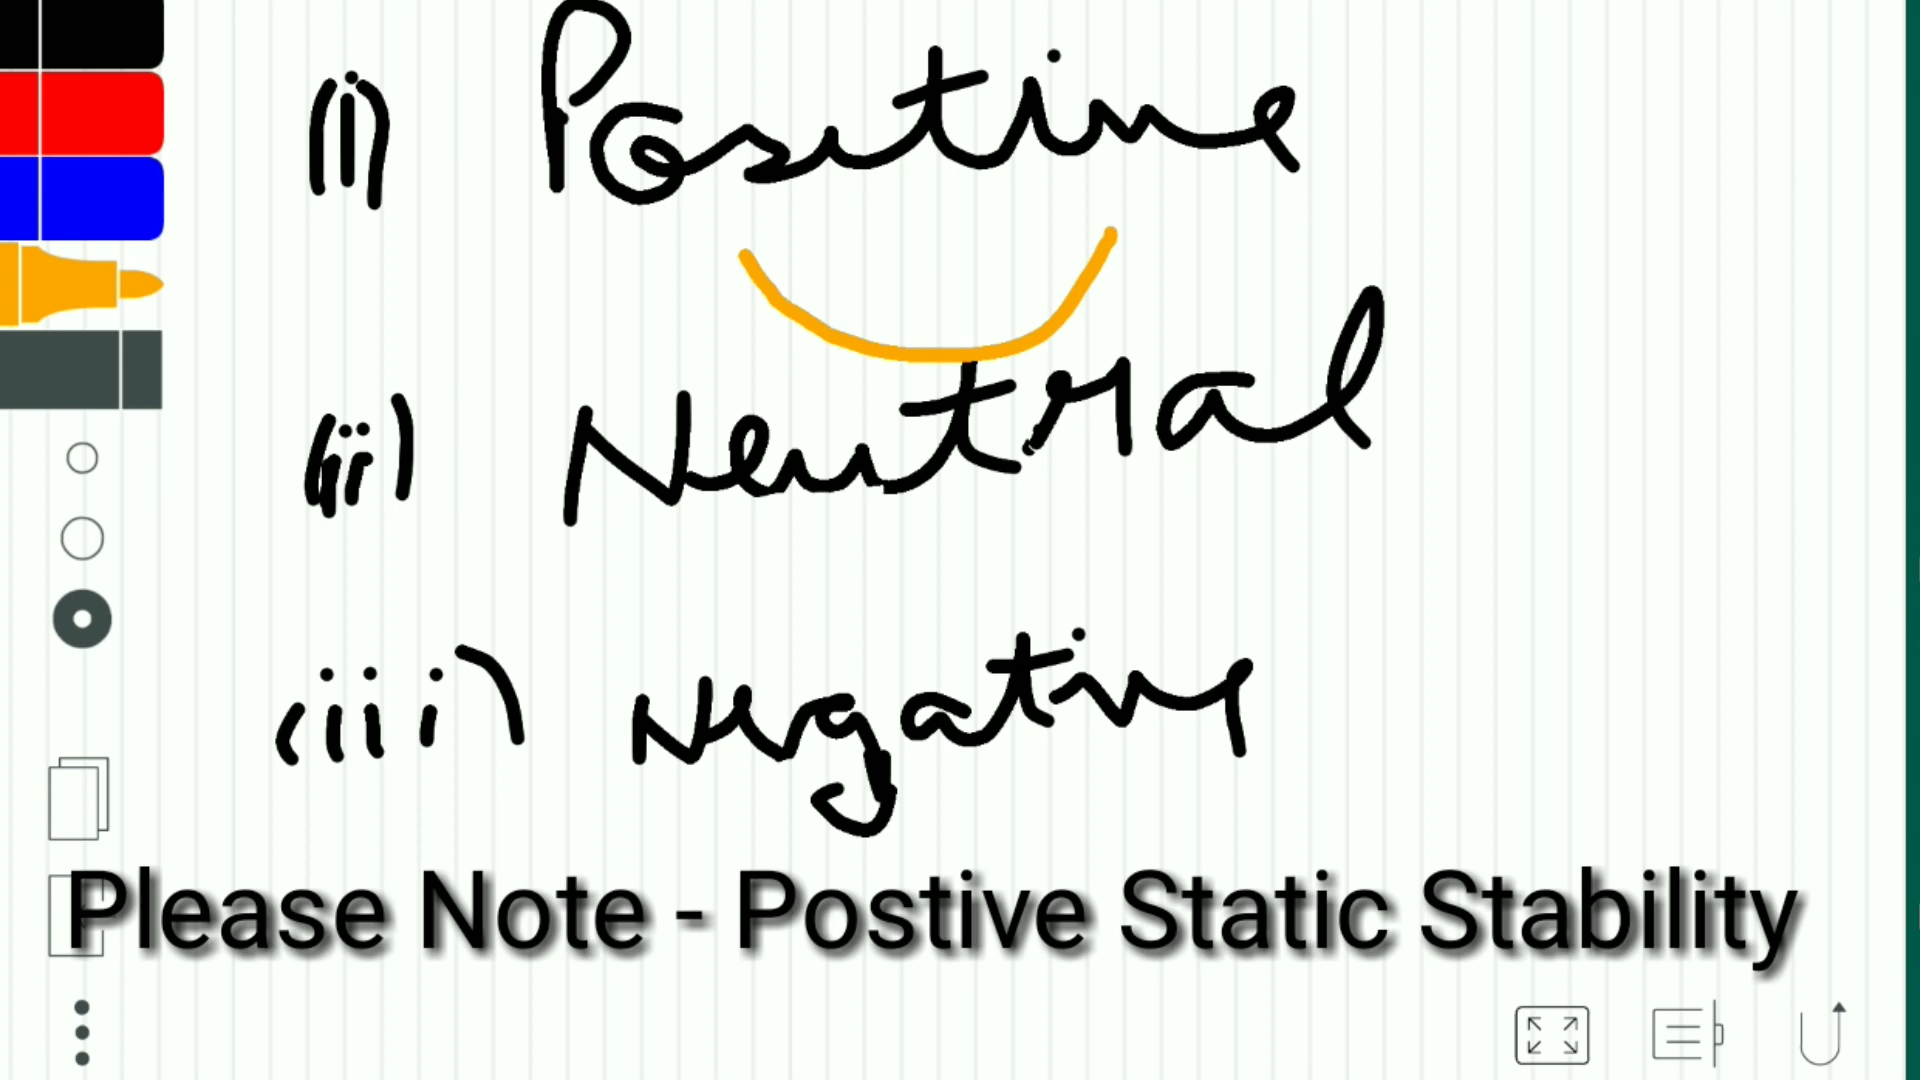 (i) Positive
(ii) Neutral
(iii) Negative
Please Note - Postive Static Stability